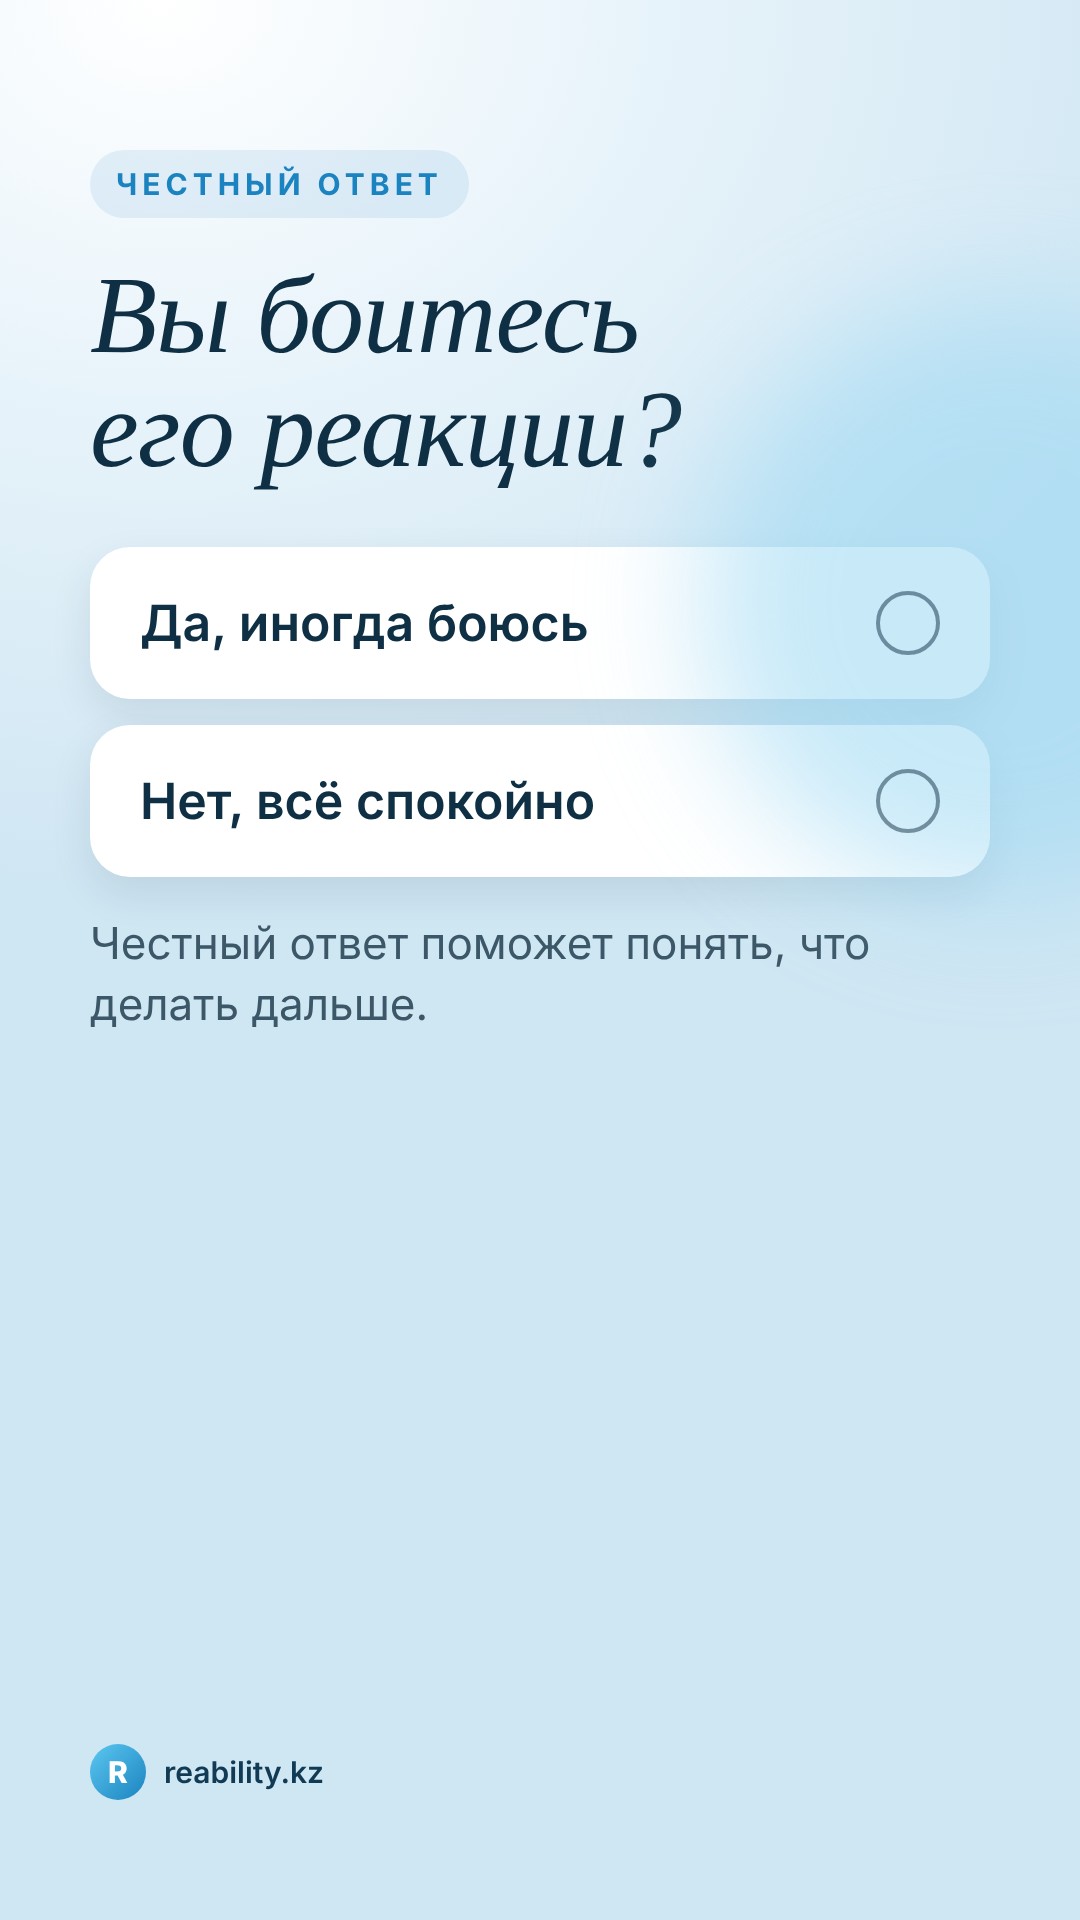 ЧЕСТНЫЙ ОТВЕТ
Вы боитесь
его реакции?
Да, иногда боюсь
Нет, всё спокойно
Честный ответ поможет понять, что
делать дальше.
R reability.kz